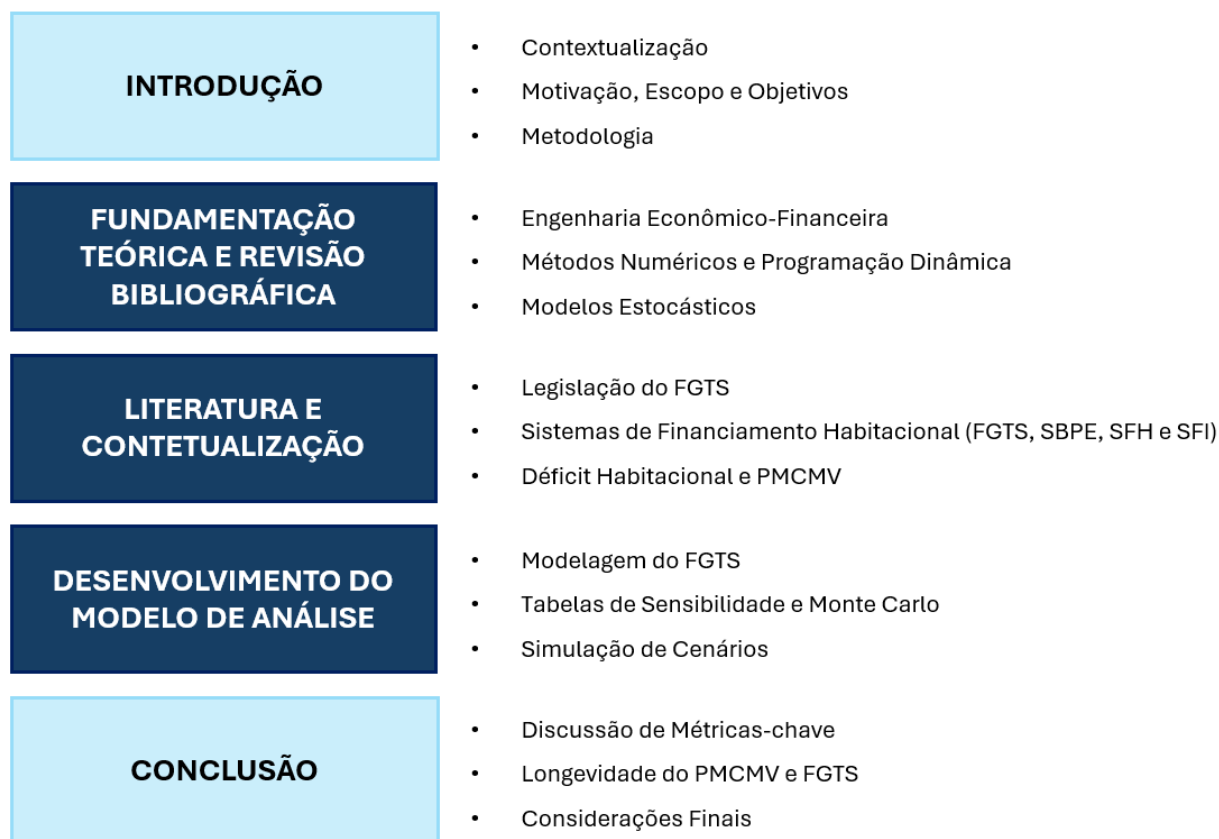 INTRODUÇÃO
• Contextualização
• Motivação, Escopo e Objetivos
• Metodologia
FUNDAMENTAÇÃO
TEÓRICA E REVISÃO
BIBLIOGRÁFICA
• Engenharia Econômico-Financeira
• Métodos Numéricos e Programação Dinâmica
• Modelos Estocásticos
LITERATURA E
CONTETUALIZAÇÃO
• Legislação do FGTS
• Sistemas de Financiamento Habitacional (FGTS, SBPE, SFH e SFI)
• Déficit Habitacional e PMCMV
DESENVOLVIMENTO DO
MODELO DE ANÁLISE
• Modelagem do FGTS
• Tabelas de Sensibilidade e Monte Carlo
• Simulação de Cenários
CONCLUSÃO
• Discussão de Métricas-chave
• Longevidade do PMCMV e FGTS
• Considerações Finais